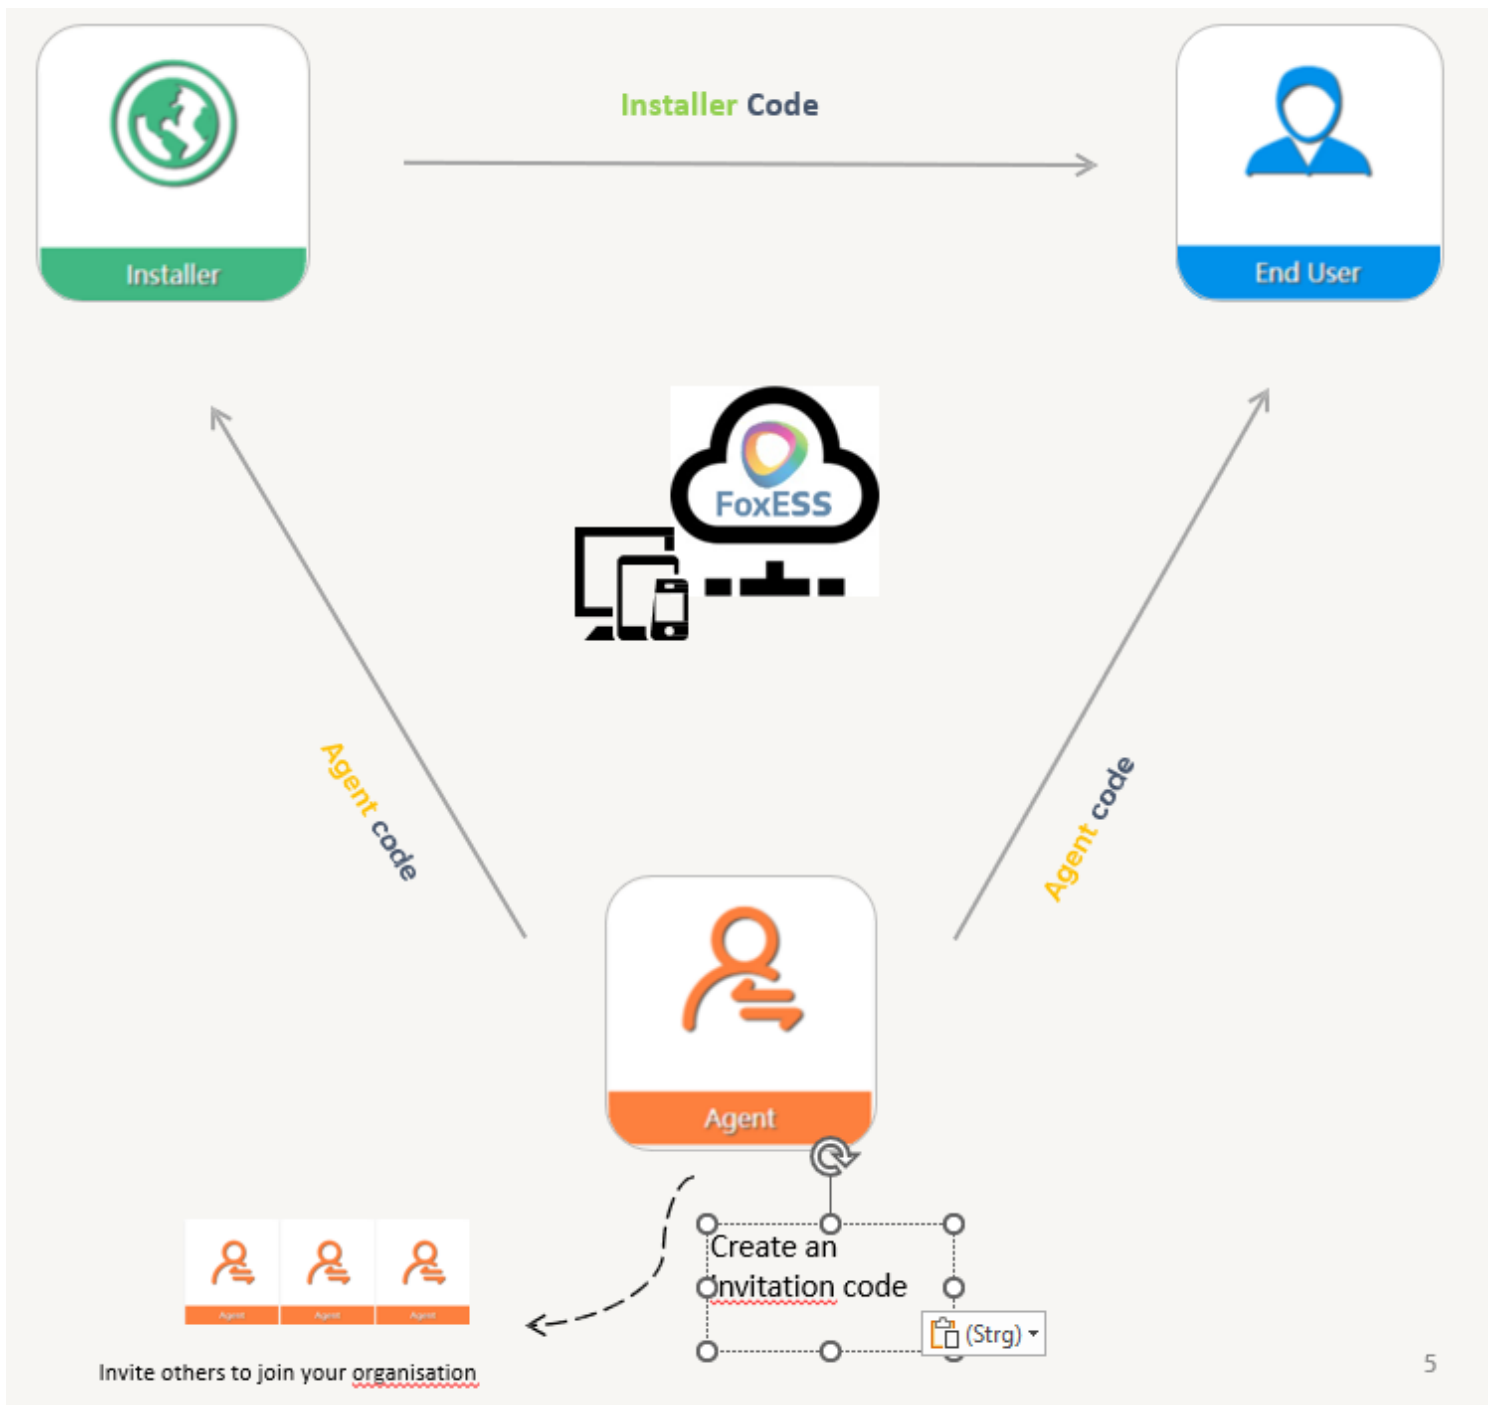 Installer Code
Installer
End User
FoxESS
Agent code
Agent code
Agent
Create an
invitation code
(Strg)
Agent
Agent
Agent
Invite others to join your organisation
5